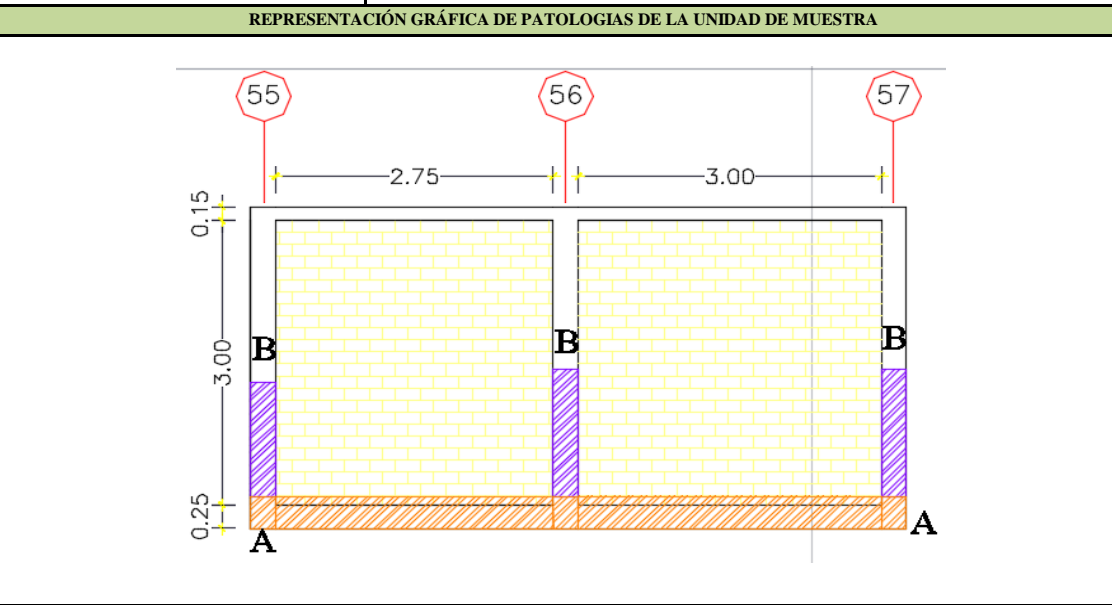 REPRESENTACIÓN GRÁFICA DE PATOLOGIAS DE LA UNIDAD DE MUESTRA
55
56
57
2.75
3.00
0.15
3.00
B
B
B
0.25
A
A